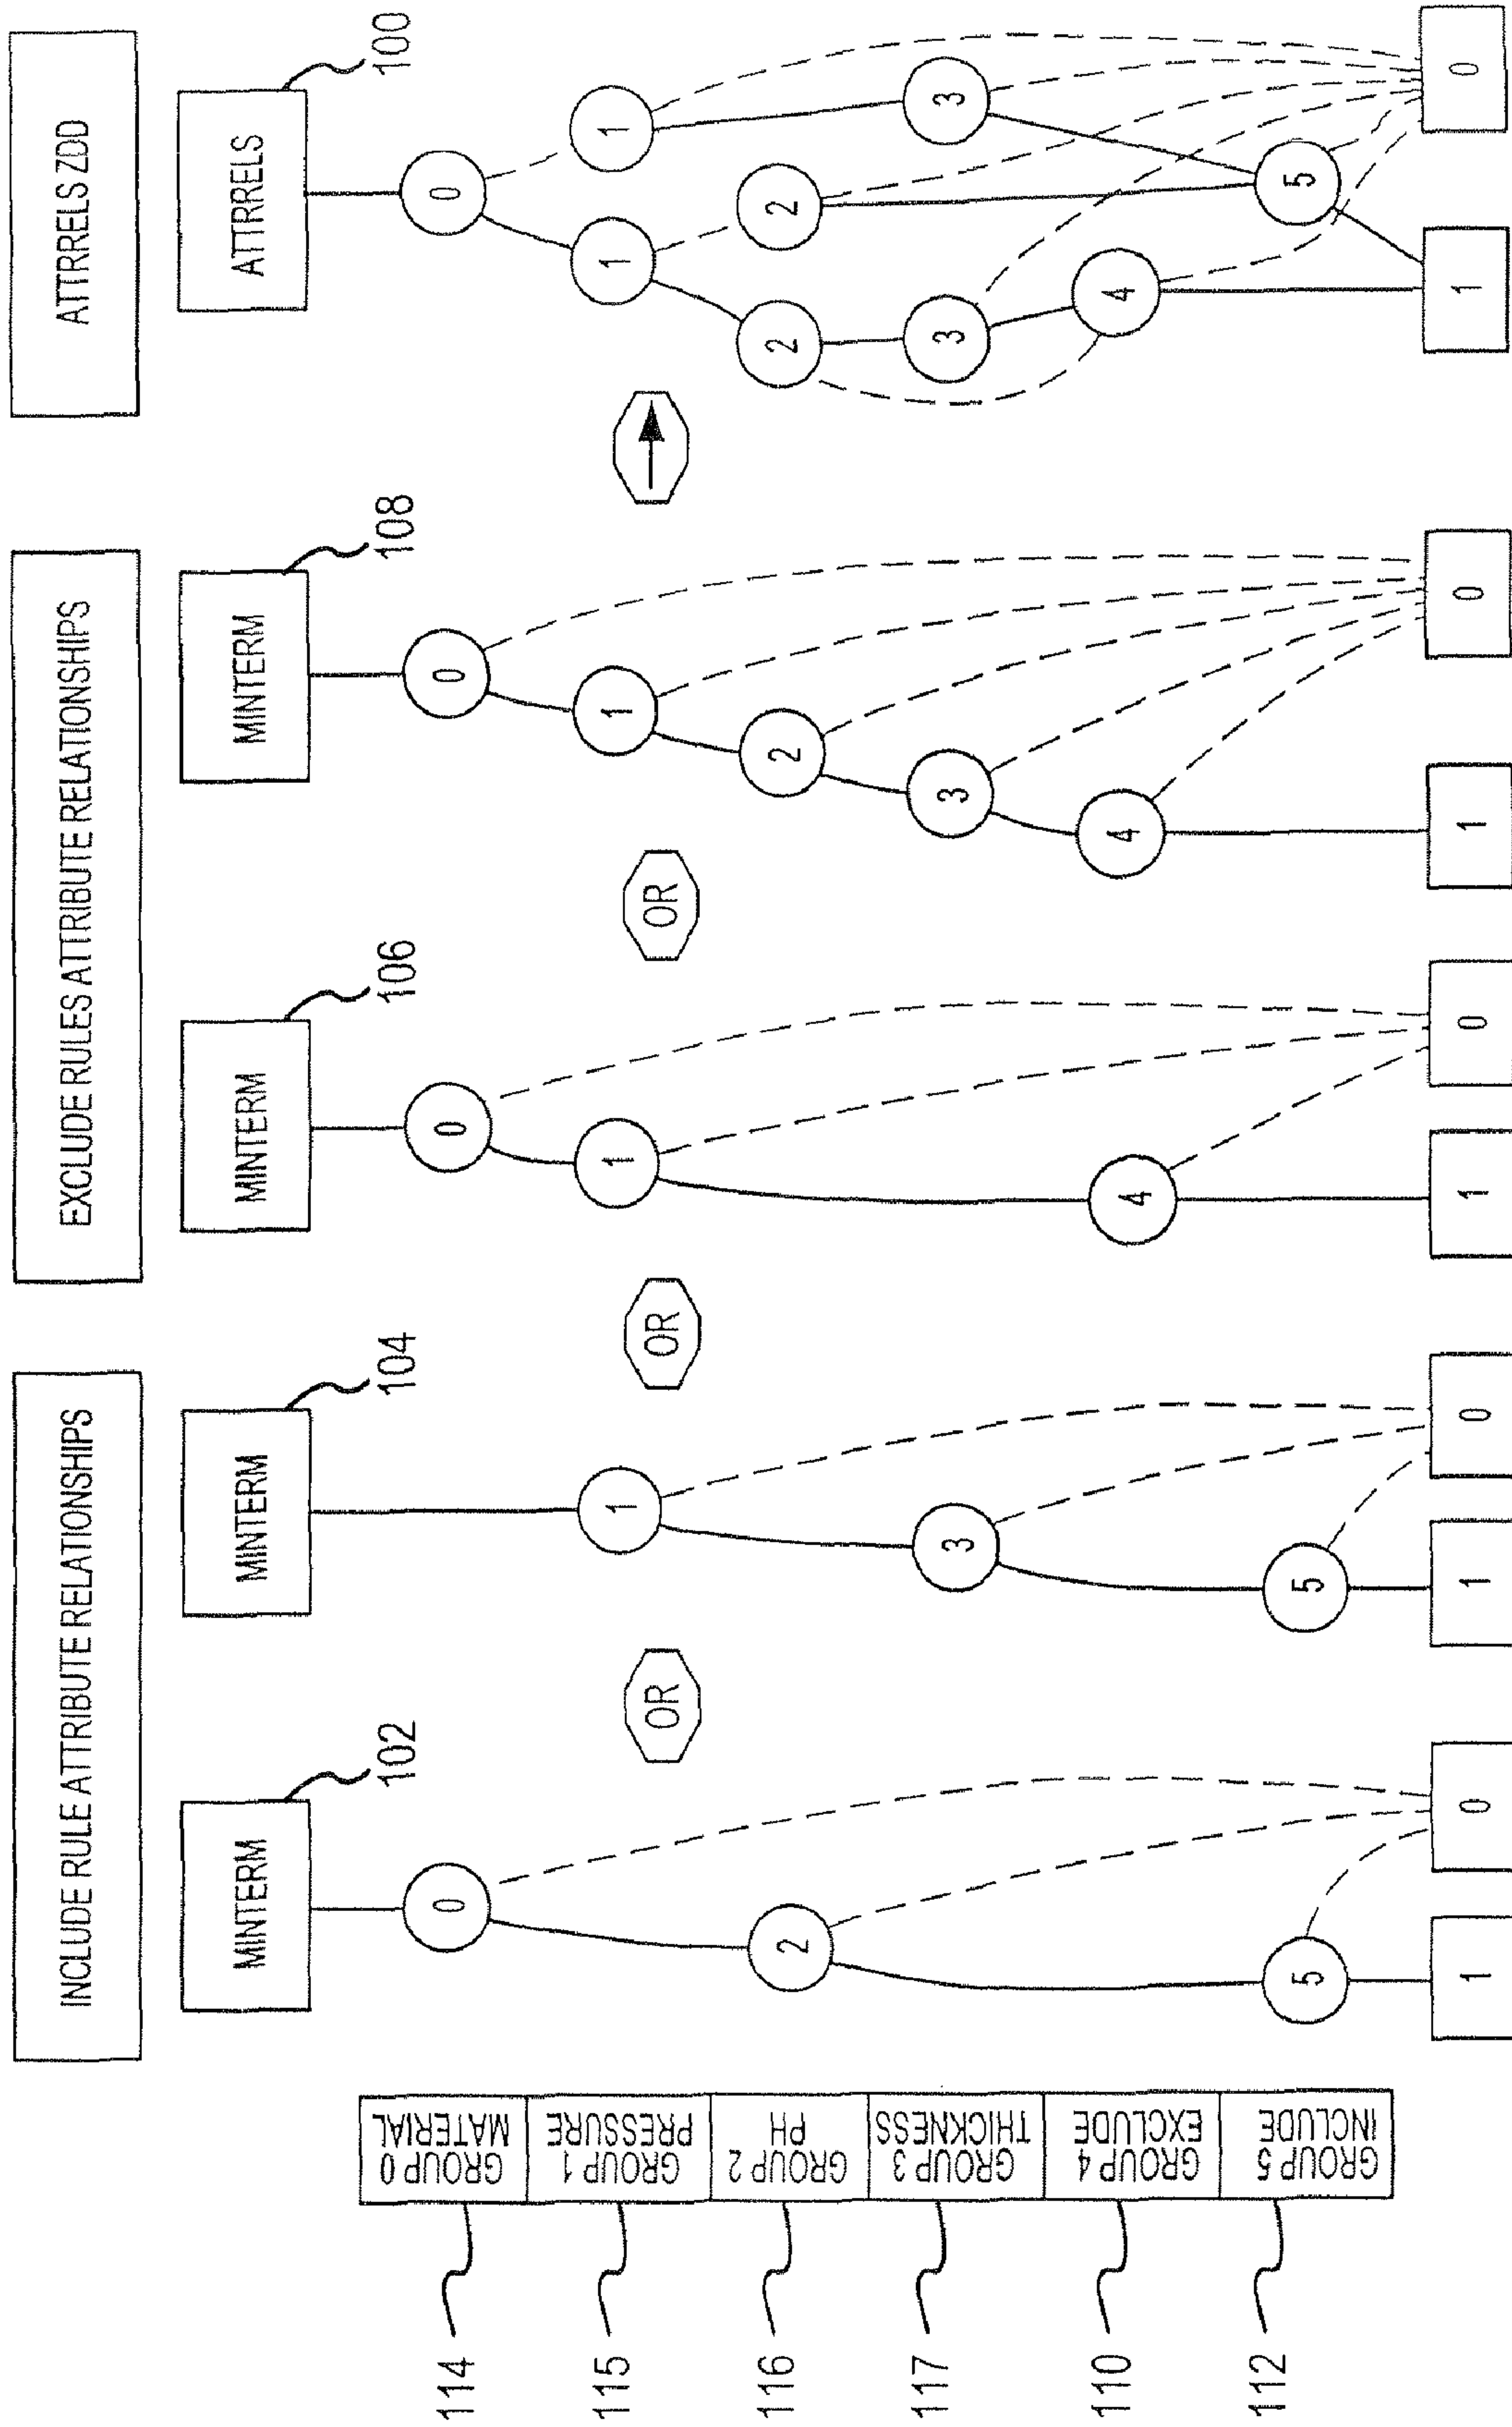 INCLUDE RULE ATTRIBUTE RELATIONSHIPS
EXCLUDE RULES ATTRIBUTE RELATIONSHIPS
ATTRRELS ZDD
MINTERM
102
MINTERM
104
MINTERM
106
MINTERM
108
ATTRRELS
100
114
GROUP 0
MATERIAL
0
0
0
0
115
GROUP 1
PRESSURE
1
1
1
1
1
OR
OR
OR
116
GROUP 2
PH
2
2
2
2
117
GROUP 3
THICKNESS
3
3
3
3
110
GROUP 4
EXCLUDE
4
4
4
112
GROUP 5
INCLUDE
5
5
5
1
0
1
0
1
0
1
0
1
0